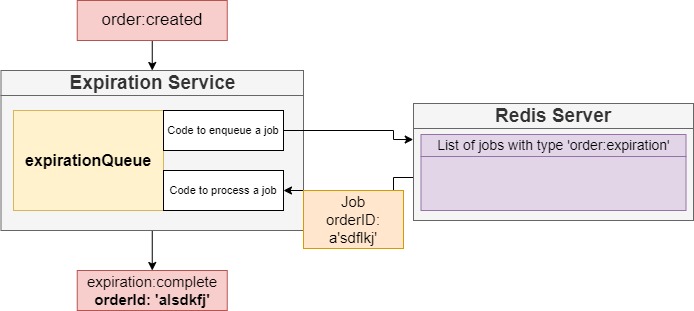 order:created
Expiration Service
Code to enqueue a job
expirationQueue
Code to process a job
Redis Server
List of jobs with type 'order:expiration'
Job
orderID:
a'sdflkj'
expiration:complete
orderId: 'alsdkfj'